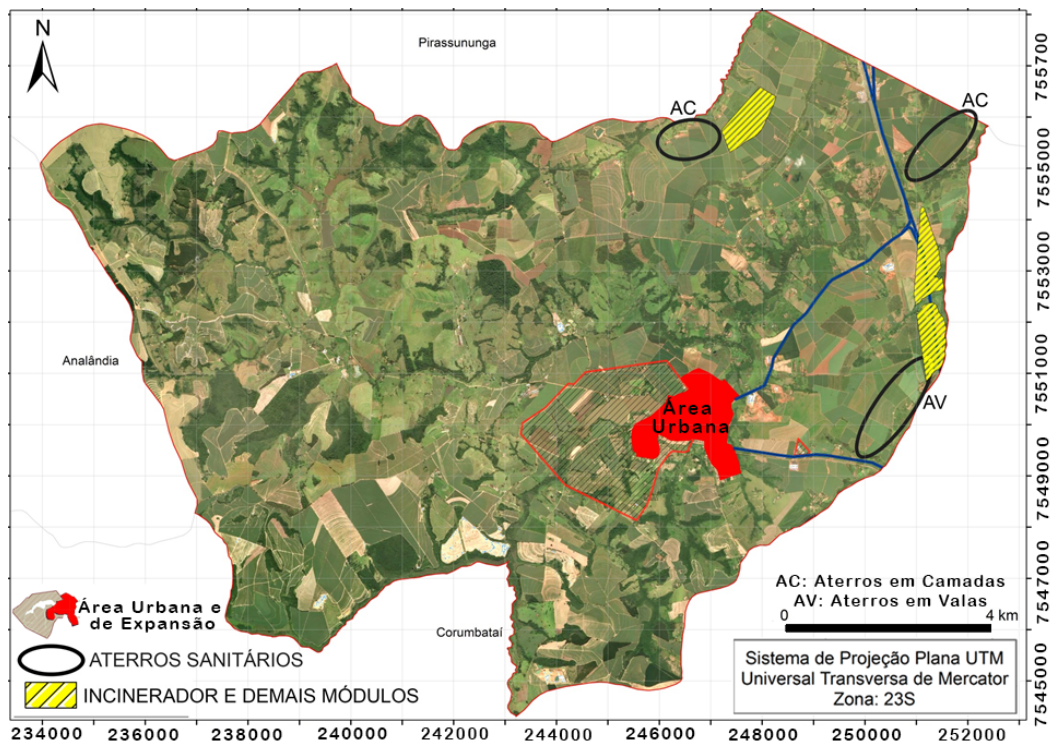 N
Pirassununga
AC
AC
Analândia
Área
Urbana
AV
Corumbataí
AC: Aterros em Camadas
AV: Aterros em Valas
0 4 km
Área Urbana e
de Expansão
ATERROS SANITÁRIOS
INCINERADOR E DEMAIS MÓDULOS
Sistema de Projeção Plana UTM
Universal Transversa de Mercator
Zona: 23S
234000 236000 238000 240000 242000 244000 246000 248000 250000 252000
7555700
7555000
7553000
7551000
7549000
7547000
7545000